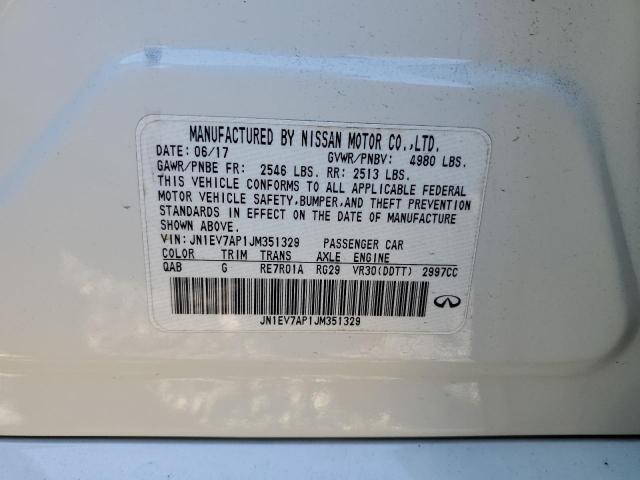 MANUFACTURED BY NISSAN MOTOR CO.,LTD.
DATE: 06/17 GVWR/PNBV: 4980 LBS.
GAWR/PNBE FR: 2546 LBS. RR: 2513 LBS.
THIS VEHICLE CONFORMS TO ALL APPLICABLE FEDERAL
MOTOR VEHICLE SAFETY,BUMPER,AND THEFT PREVENTION
STANDARDS IN EFFECT ON THE DATE OF MANUFACTURE
SHOWN ABOVE.
VIN: JN1EV7AP1JM351329 PASSENGER CAR
COLOR TRIM TRANS AXLE ENGINE
QAB G RE7R01A RG29 VR30(DDTT) 2997CC
JN1EV7AP1JM351329